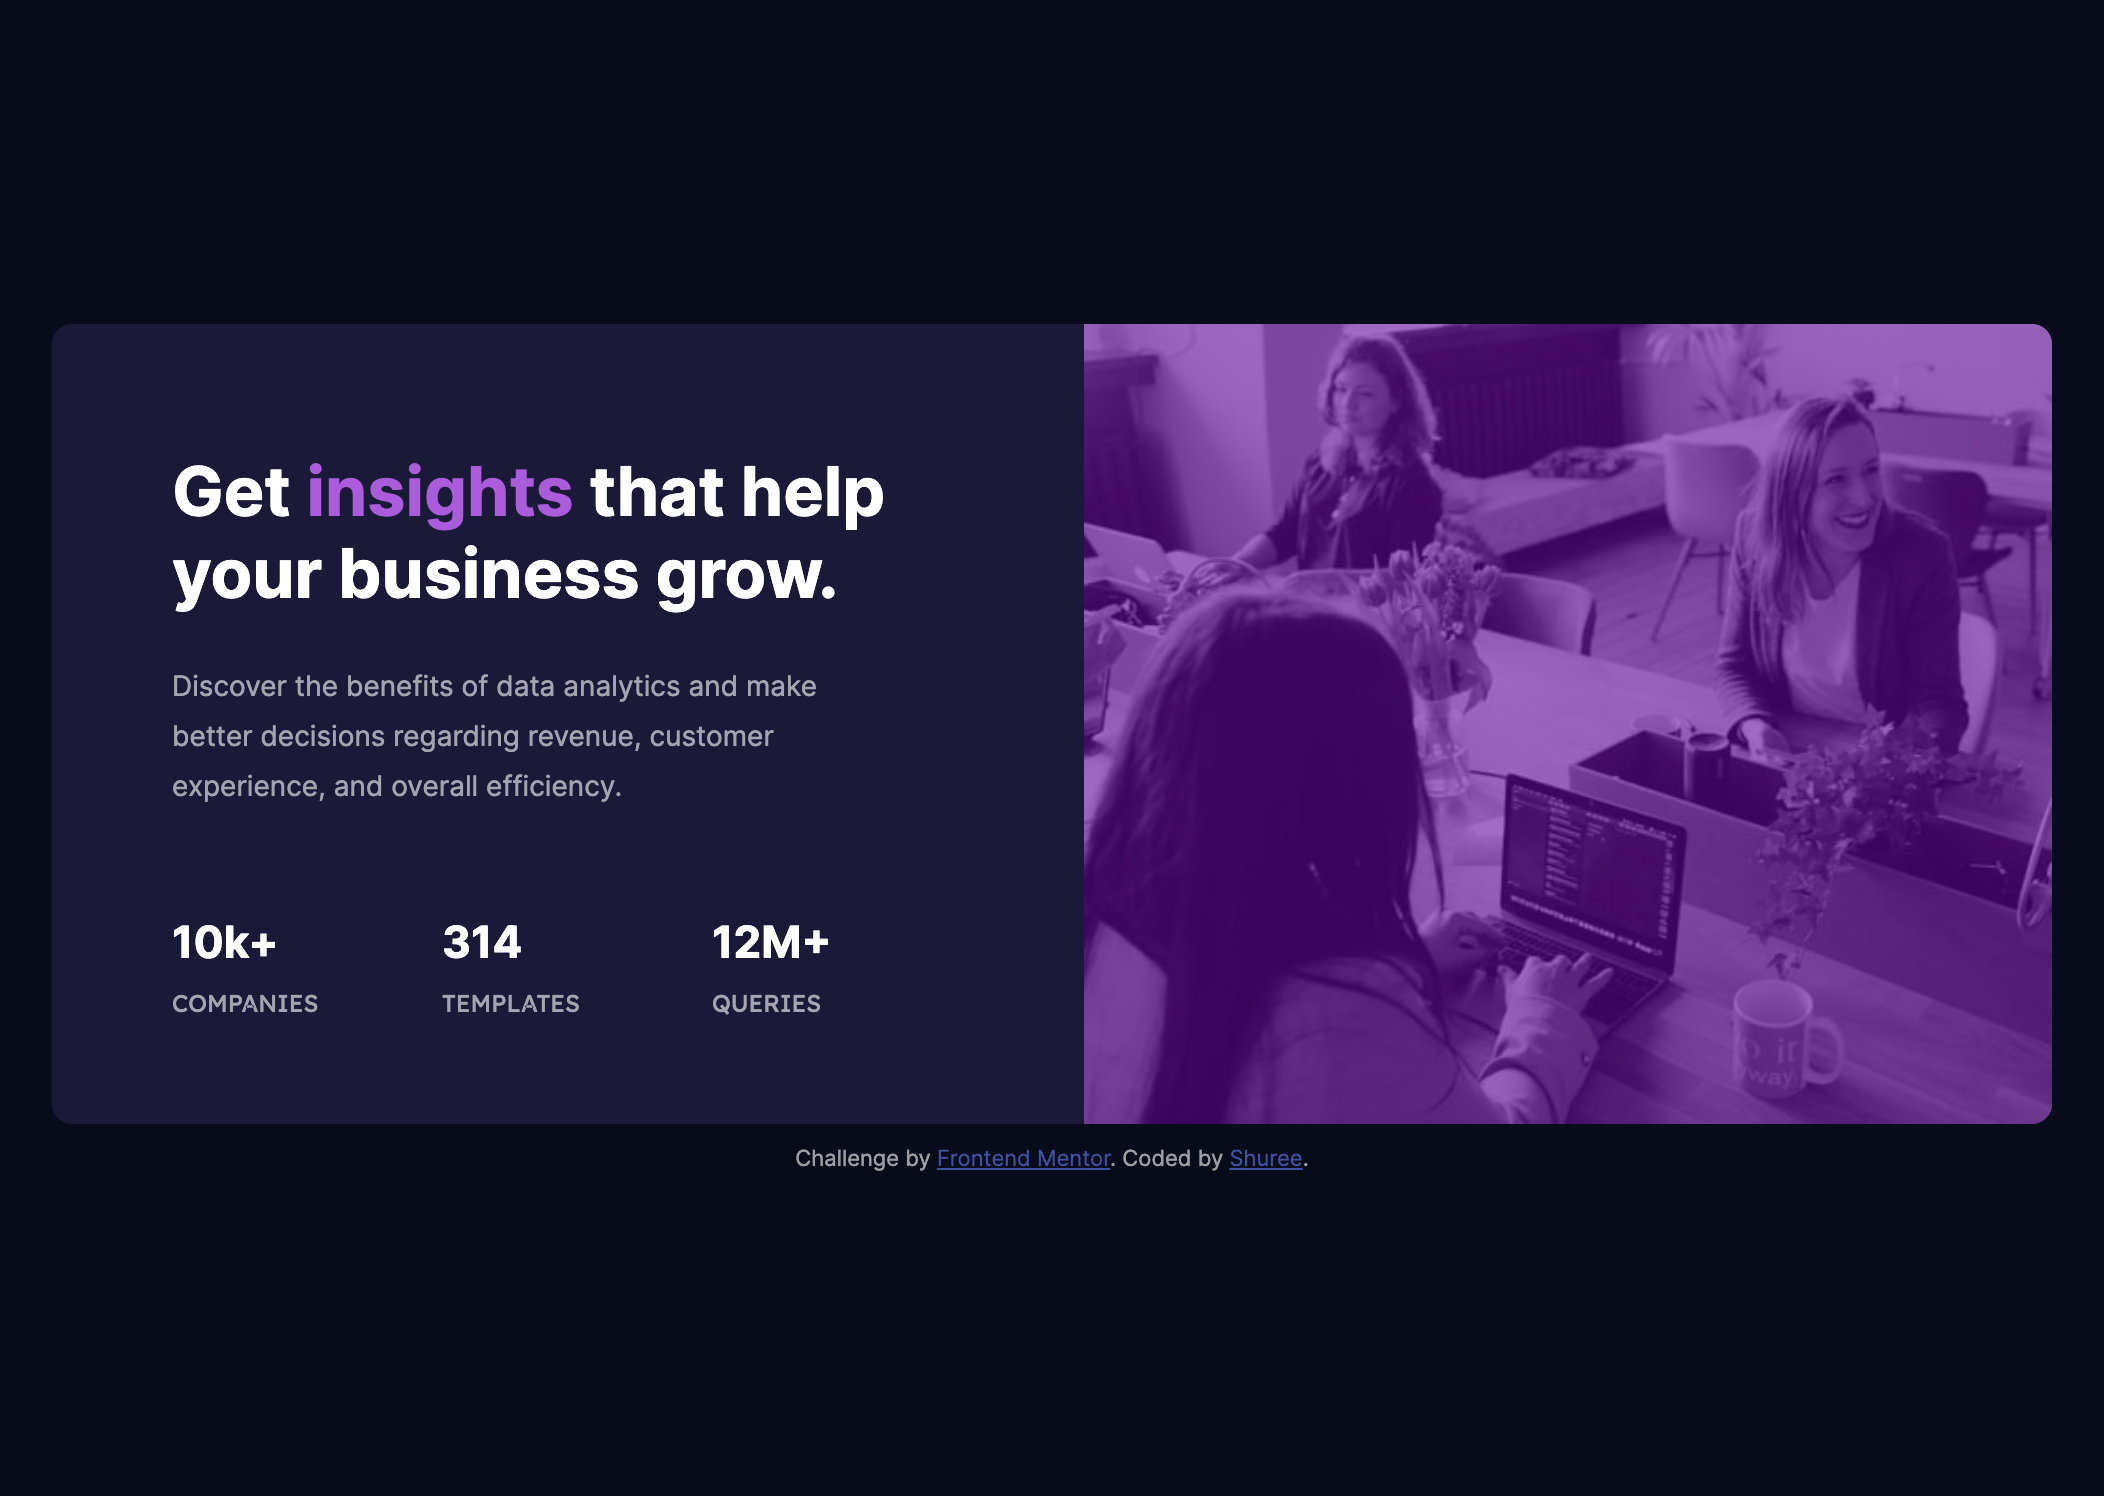 Get insights that help
your business grow.
Discover the benefits of data analytics and make
better decisions regarding revenue, customer
experience, and overall efficiency.
10k+ 314 12M+
COMPANIES TEMPLATES QUERIES
Challenge by Frontend Mentor. Coded by Shuree.